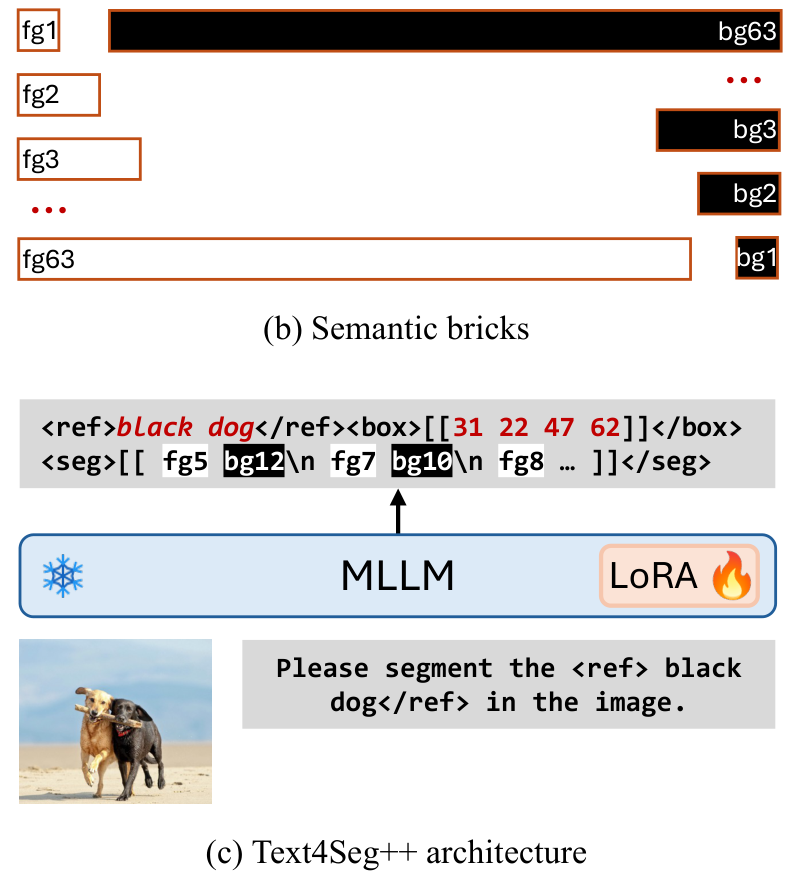 fg1
bg63
...
fg2
bg3
fg3
bg2
...
fg63
bg1
(b) Semantic bricks
<ref>black dog</ref><box>[[31 22 47 62]]</box>
<seg>[[ fg5 bg12\n fg7 bg10\n fg8 … ]]</seg>
MLLM
LoRA
Please segment the <ref> black
dog</ref> in the image.
(c) Text4Seg++ architecture